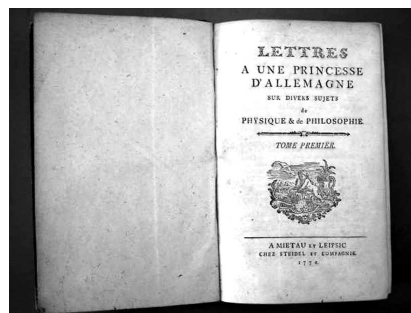 LETTRES
A UNE PRINCESSE
D'ALLEMAGNE
SUR DIVERS SUJETS
de
PHYSIQUE & de PHILOSOPHIE.
TOME PREMIER.
A MIETAU ET LEIPSIC
CHEZ STEIDEL ET COMPAGNIE.